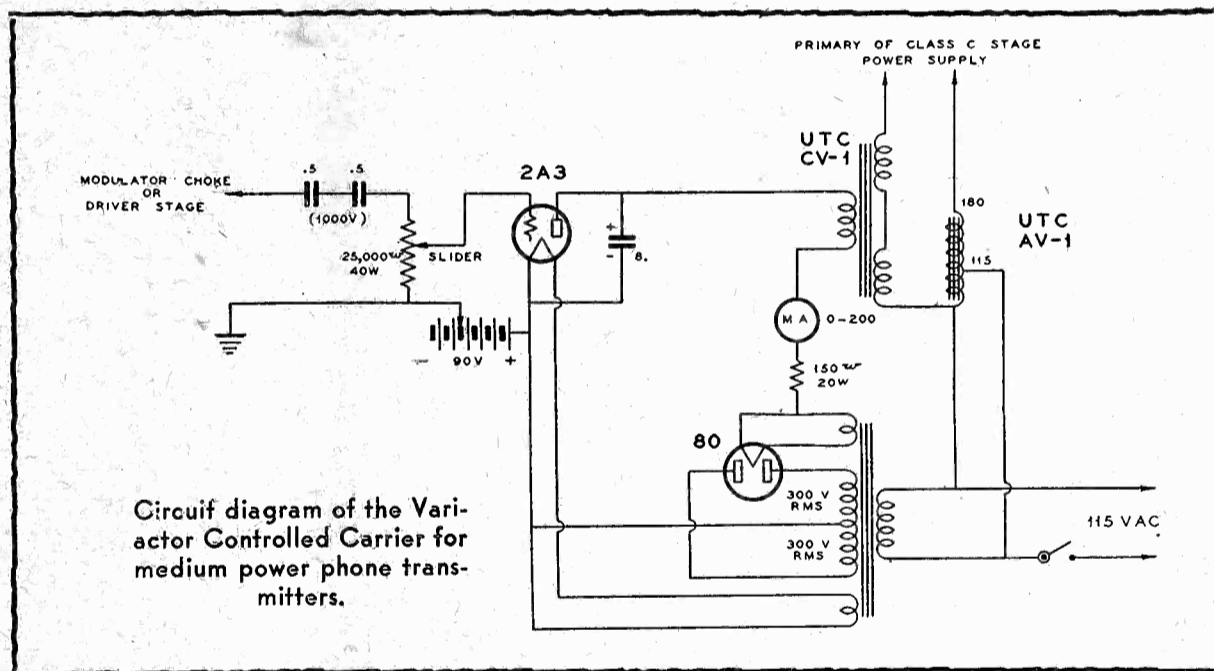 PRIMARY OF CLASS C STAGE
POWER SUPPLY
UTC
CV-1
2A3
.5 .5
MODULATOR CHOKE
OR
DRIVER STAGE
(1000V)
180
UTC
AV-1
115
25,000ω
40W
SLIDER
+
-
8.
MA
0-200
- 90V +
150ω
20W
80
300 V
RMS
300 V
RMS
115 VAC
Circuit diagram of the Vari-
actor Controlled Carrier for
medium power phone trans-
mitters.